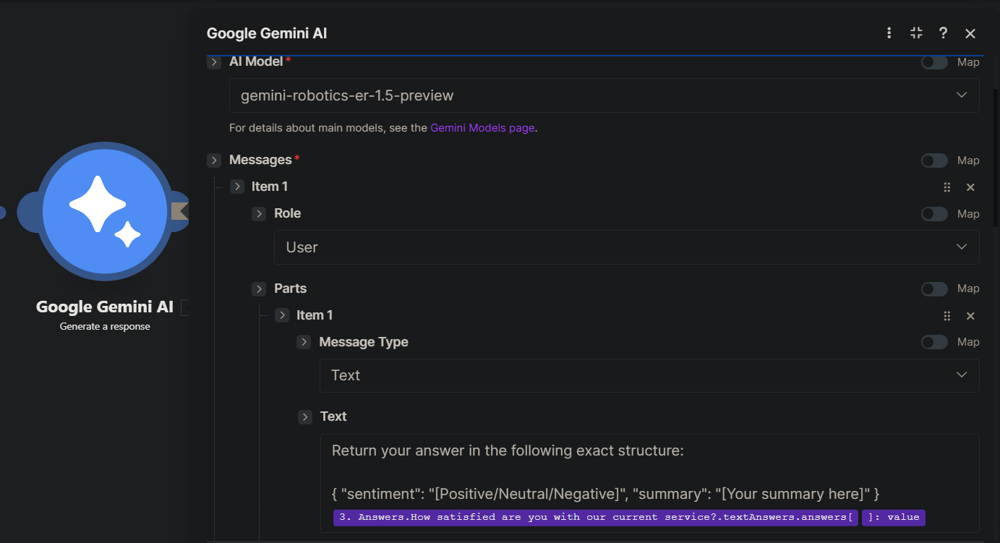 Google Gemini AI
?
AI Model*
Map
gemini-robotics-er-1.5-preview
For details about main models, see the Gemini Models page.
Messages*
Map
Item 1
Role
Map
User
Parts
Map
Item 1
Message Type
Map
Text
Text
Return your answer in the following exact structure:
{ "sentiment": "[Positive/Neutral/Negative]", "summary": "[Your summary here]" }
3. Answers.How satisfied are you with our current service?.textAnswers.answers[ ]: value
Google Gemini AI
Generate a response